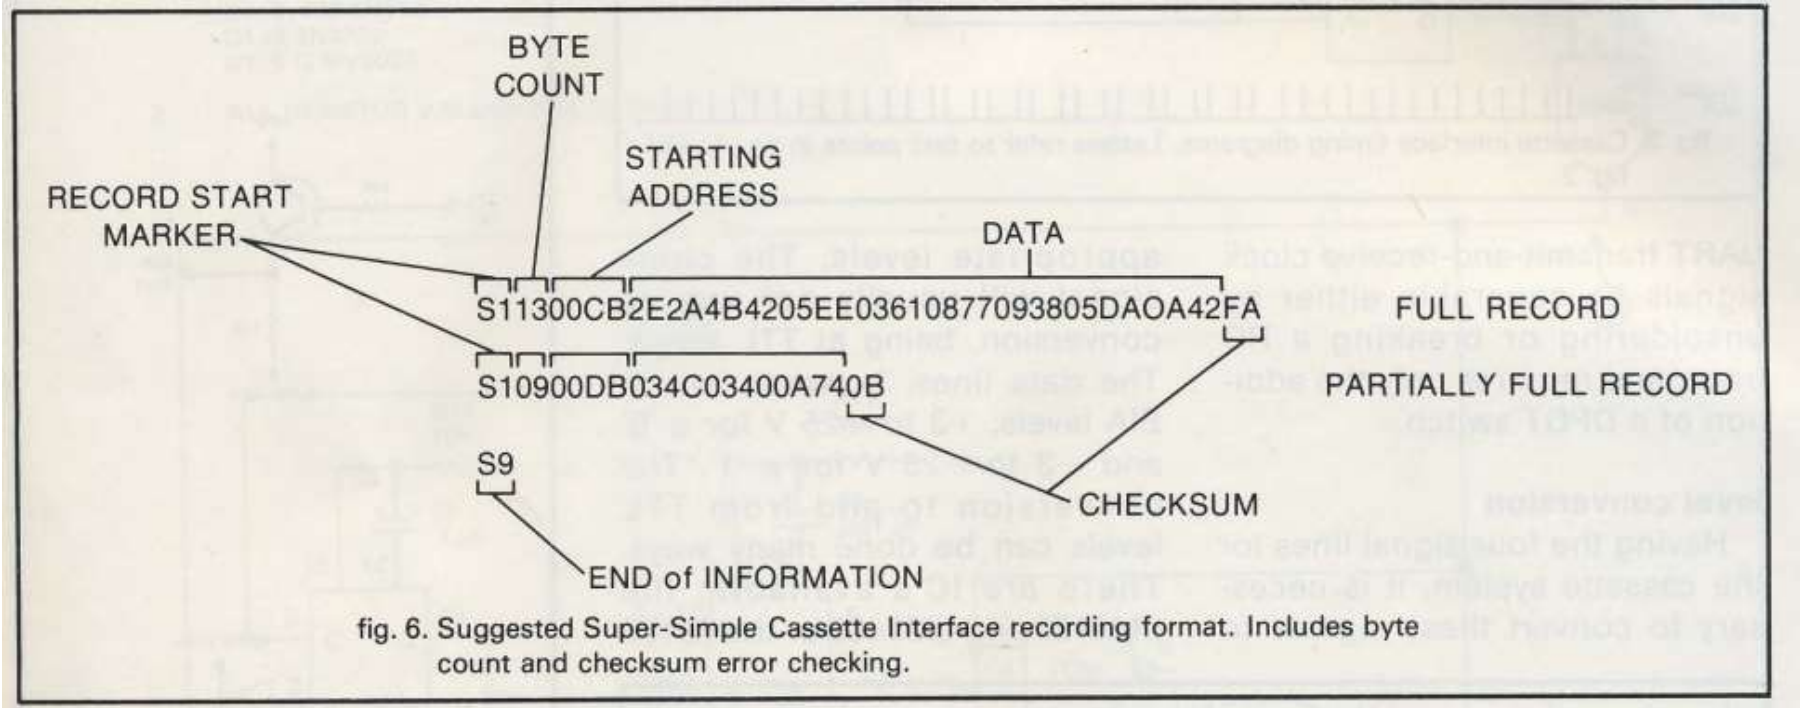 BYTE
COUNT
STARTING
ADDRESS
RECORD START
MARKER
DATA
S11300CB2E2A4B4205EE03610877093805DAOA42FA FULL RECORD
S10900DB034C03400A740B PARTIALLY FULL RECORD
S9
CHECKSUM
END of INFORMATION
fig. 6. Suggested Super-Simple Cassette Interface recording format. Includes byte
count and checksum error checking.